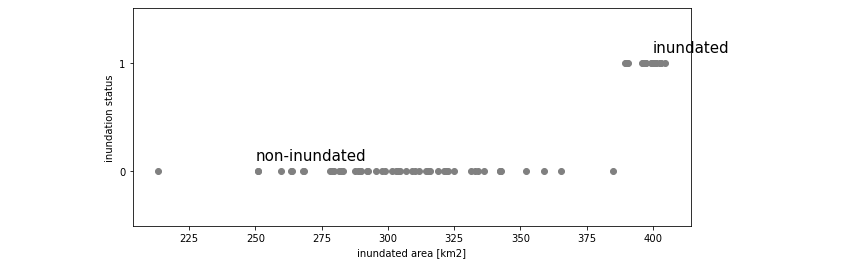 inundated
1
inundation status
non-inundated
0
225 250 275 300 325 350 375 400
inundated area [km2]